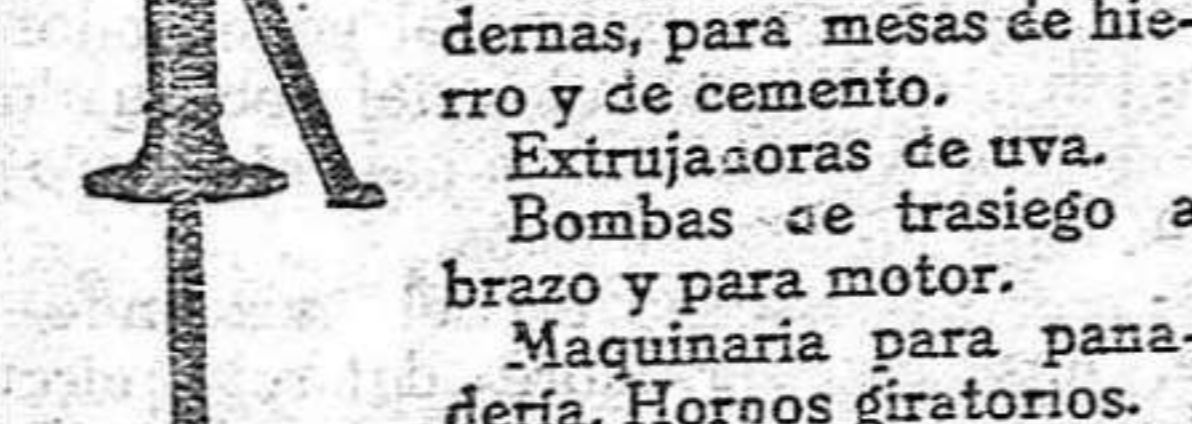 dernas, para mesas de hie-
rro y de cemento.
Extrujadoras de uva.
Bombas de trasiego a
brazo y para motor.
Maquinaria para pana-
dería. Hornos giratorios.